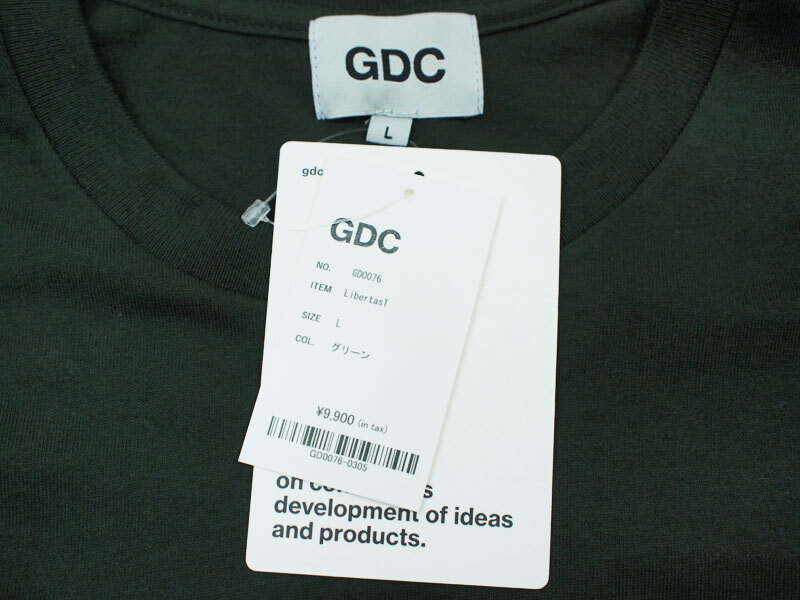 GDC
L
gdc
GDC
NO. GD0076
ITEM LibertasT
SIZE L
COL. グリーン
¥9,900 (in tax)
GD0076-0305
on
development of ideas
and products.